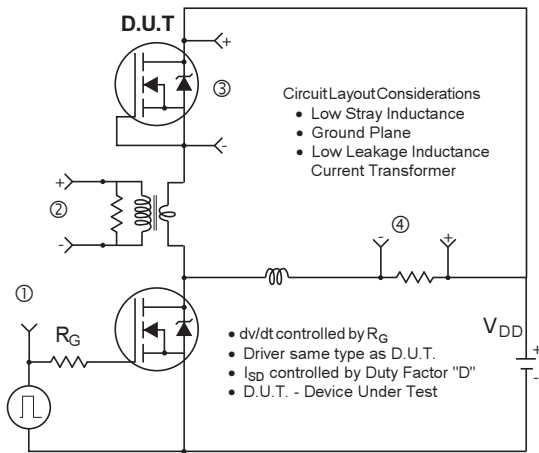 D.U.T
+
③
-
Circuit Layout Considerations
• Low Stray Inductance
• Ground Plane
• Low Leakage Inductance
Current Transformer
+
②
-
-
④
+
①
RG
• dv/dt controlled by RG
• Driver same type as D.U.T.
• ISD controlled by Duty Factor "D"
• D.U.T. - Device Under Test
VDD
+
-